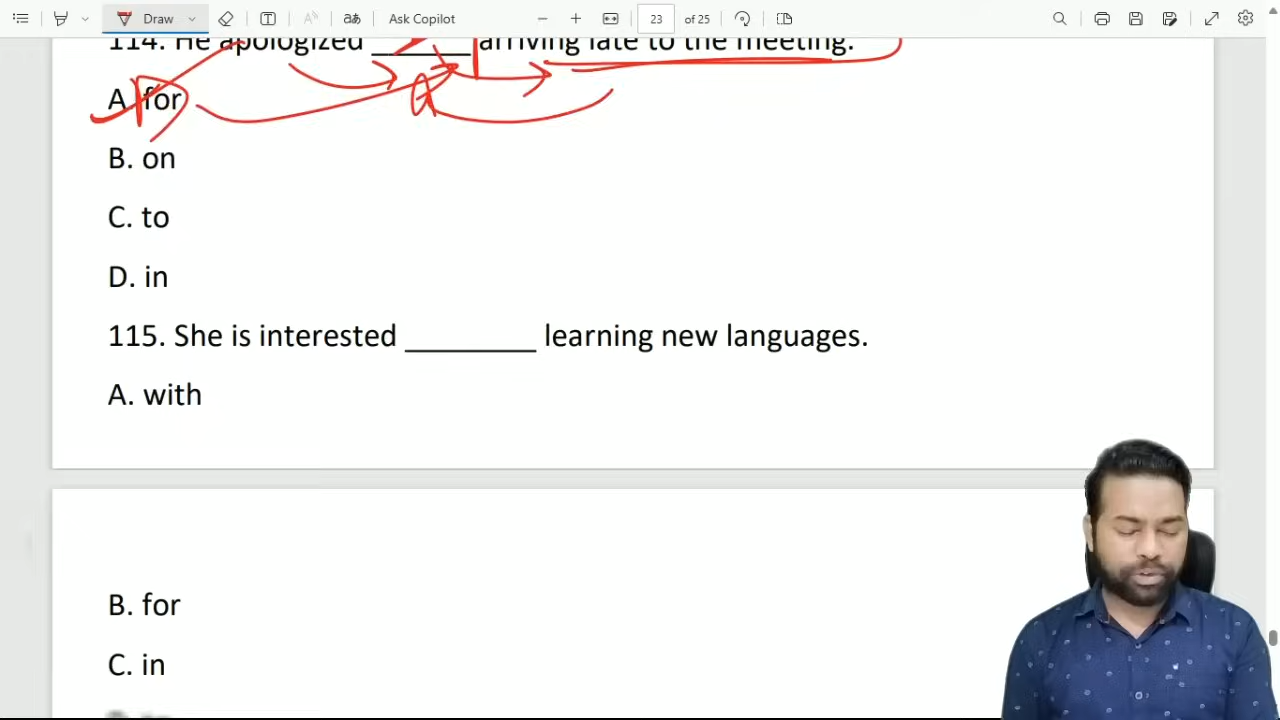 Draw
Ask Copilot
23
of 25
114. He apologized _______ arriving late to the meeting.
A for
B. on
C. to
D. in
115. She is interested ________ learning new languages.
A. with
B. for
C. in